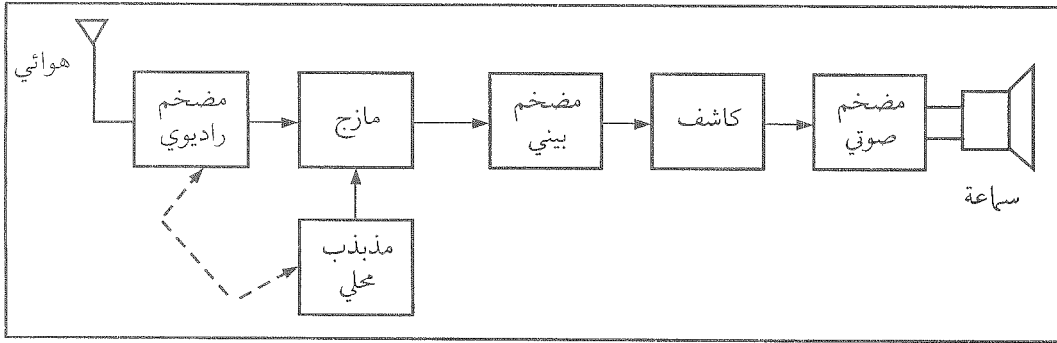 هوائي
مضخم
راديوي
مازج
مضخم
بيني
كاشف
مضخم
صوتي
سماعة
مذبذب
محلي